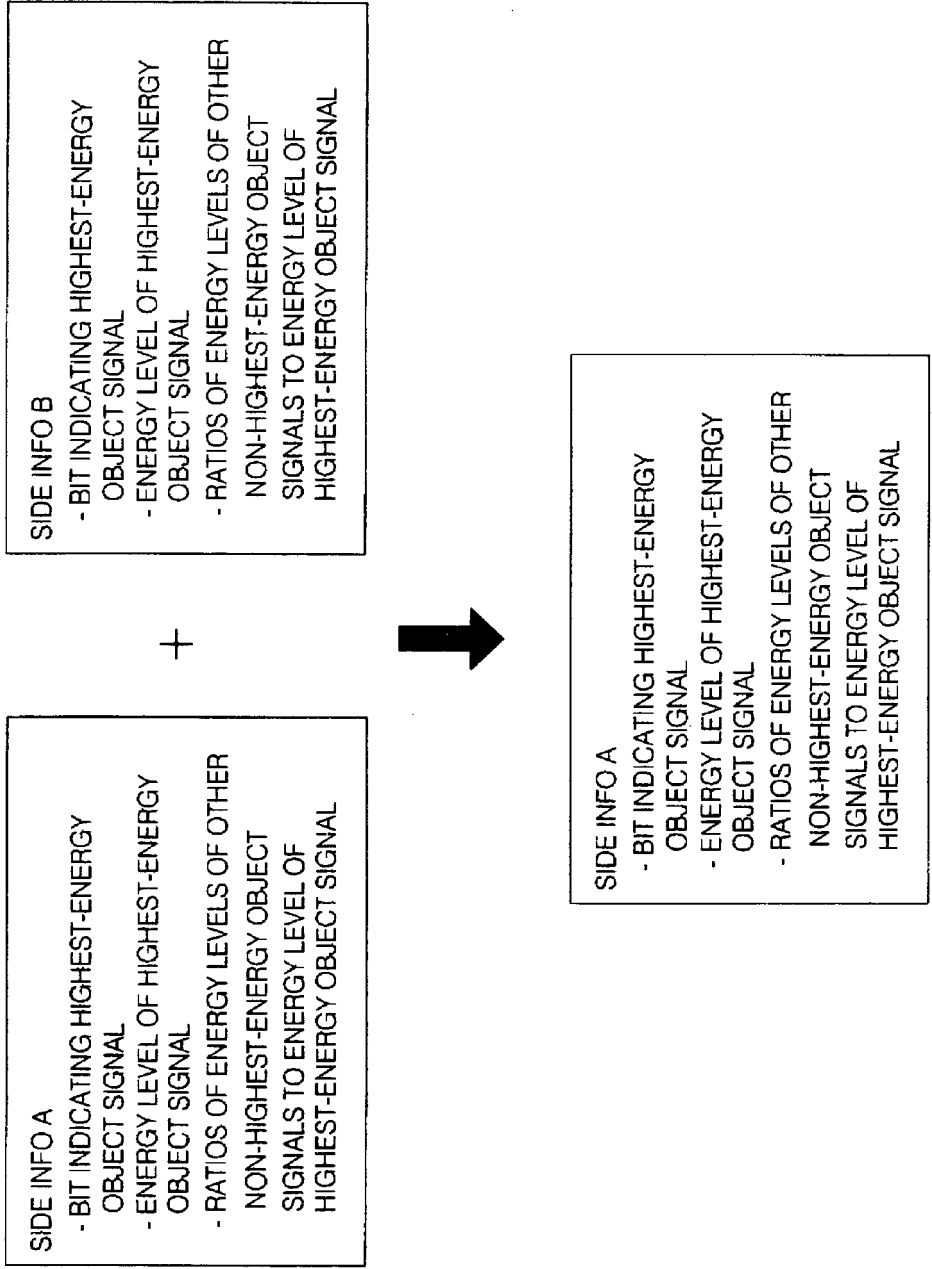 SIDE INFO A
- BIT INDICATING HIGHEST-ENERGY
OBJECT SIGNAL
- ENERGY LEVEL OF HIGHEST-ENERGY
OBJECT SIGNAL
- RATIOS OF ENERGY LEVELS OF OTHER
NON-HIGHEST-ENERGY OBJECT
SIGNALS TO ENERGY LEVEL OF
HIGHEST-ENERGY OBJECT SIGNAL
+
SIDE INFO B
- BIT INDICATING HIGHEST-ENERGY
OBJECT SIGNAL
- ENERGY LEVEL OF HIGHEST-ENERGY
OBJECT SIGNAL
- RATIOS OF ENERGY LEVELS OF OTHER
NON-HIGHEST-ENERGY OBJECT
SIGNALS TO ENERGY LEVEL OF
HIGHEST-ENERGY OBJECT SIGNAL
SIDE INFO A
- BIT INDICATING HIGHEST-ENERGY
OBJECT SIGNAL
- ENERGY LEVEL OF HIGHEST-ENERGY
OBJECT SIGNAL
- RATIOS OF ENERGY LEVELS OF OTHER
NON-HIGHEST-ENERGY OBJECT
SIGNALS TO ENERGY LEVEL OF
HIGHEST-ENERGY OBJECT SIGNAL